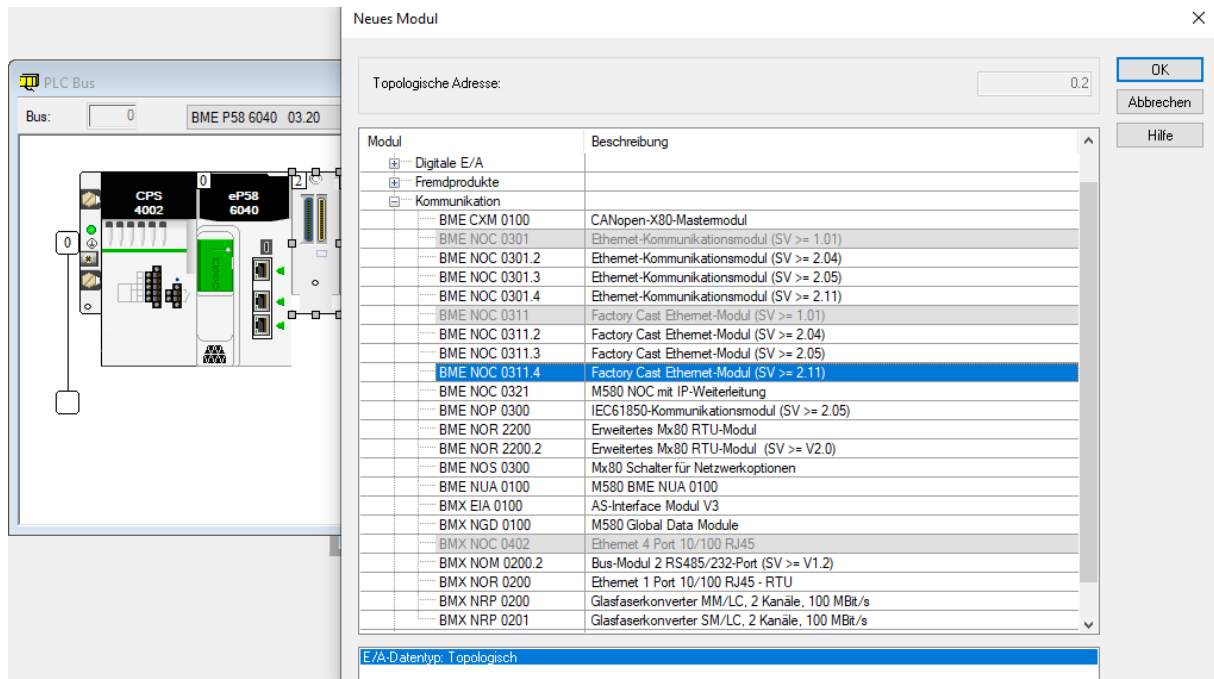 Neues Modul
PLC Bus
Bus: 0 BME P58 6040 03.20
CPS
4002
0
eP58
6040
2
0
Topologische Adresse: 0.2
OK
Abbrechen
Hilfe
Modul Beschreibung
Digitale E/A
Fremdprodukte
Kommunikation
BME CXM 0100 CANopen-X80-Mastermodul
BME NOC 0301 Ethernet-Kommunikationsmodul (SV >= 1.01)
BME NOC 0301.2 Ethernet-Kommunikationsmodul (SV >= 2.04)
BME NOC 0301.3 Ethernet-Kommunikationsmodul (SV >= 2.05)
BME NOC 0301.4 Ethernet-Kommunikationsmodul (SV >= 2.11)
BME NOC 0311 Factory Cast Ethernet-Modul (SV >= 1.01)
BME NOC 0311.2 Factory Cast Ethernet-Modul (SV >= 2.04)
BME NOC 0311.3 Factory Cast Ethernet-Modul (SV >= 2.05)
BME NOC 0311.4 Factory Cast Ethernet-Modul (SV >= 2.11)
BME NOC 0321 M580 NOC mit IP-Weiterleitung
BME NOP 0300 IEC61850-Kommunikationsmodul (SV >= 2.05)
BME NOR 2200 Erweitertes Mx80 RTU-Modul
BME NOR 2200.2 Erweitertes Mx80 RTU-Modul (SV >= V2.0)
BME NOS 0300 Mx80 Schalter für Netzwerkoptionen
BME NUA 0100 M580 BME NUA 0100
BMX EIA 0100 AS-Interface Modul V3
BMX NGD 0100 M580 Global Data Module
BMX NOC 0402 Ethernet 4 Port 10/100 RJ45
BMX NOM 0200.2 Bus-Modul 2 RS485/232-Port (SV >= V1.2)
BMX NOR 0200 Ethernet 1 Port 10/100 RJ45 - RTU
BMX NRP 0200 Glasfaserkonverter MM/LC, 2 Kanäle, 100 MBit/s
BMX NRP 0201 Glasfaserkonverter SM/LC, 2 Kanäle, 100 MBit/s
E/A-Datentyp: Topologisch